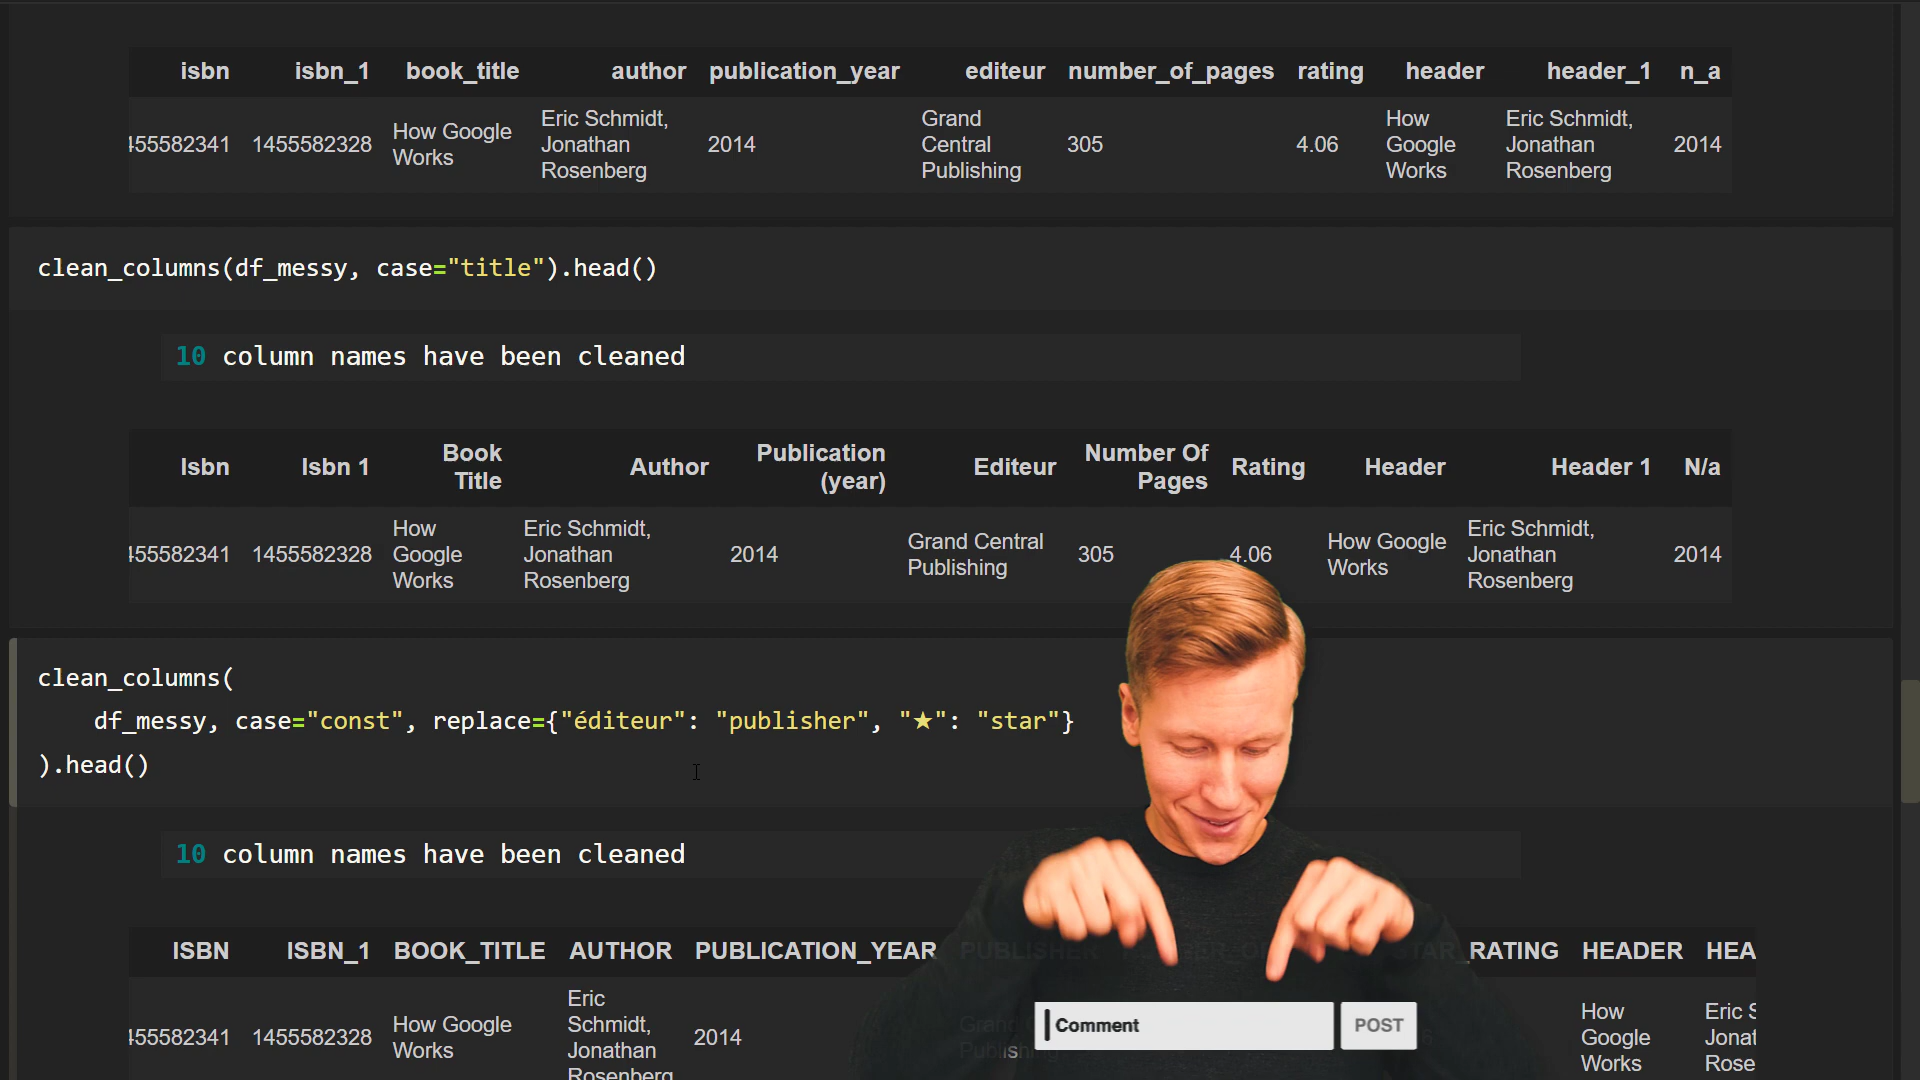 isbn isbn_1 book_title author publication_year editeur number_of_pages rating header header_1 n_a
455582341 1455582328 How Google Works Eric Schmidt, Jonathan Rosenberg 2014 Grand Central Publishing 305 4.06 How Google Works Eric Schmidt, Jonathan Rosenberg 2014
clean_columns(df_messy, case="title").head()
10 column names have been cleaned
Isbn Isbn 1 Book Title Author Publication (year) Editeur Number Of Pages Rating Header Header 1 N/a
455582341 1455582328 How Google Works Eric Schmidt, Jonathan Rosenberg 2014 Grand Central Publishing 305 4.06 How Google Works Eric Schmidt, Jonathan Rosenberg 2014
clean_columns(
df_messy, case="const", replace={"éditeur": "publisher", "★": "star"}
).head()
10 column names have been cleaned
ISBN ISBN_1 BOOK_TITLE AUTHOR PUBLICATION_YEAR PUBLISHER STAR_RATING HEADER HEA
455582341 1455582328 How Google Works Eric Schmidt, Jonathan Rosenberg 2014 How Google Works
Comment
POST